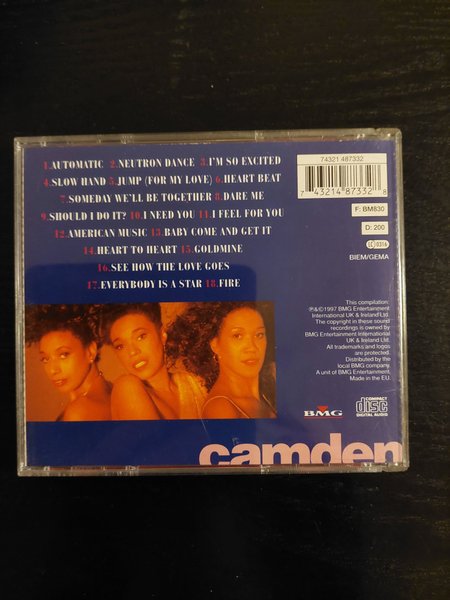 1.AUTOMATIC 2.NEUTRON DANCE 3.I'M SO EXCITED
4.SLOW HAND 5.JUMP (FOR MY LOVE) 6.HEART BEAT
7.SOMEDAY WE'LL BE TOGETHER 8.DARE ME
9.SHOULD I DO IT? 10.I NEED YOU 11.I FEEL FOR YOU
12.AMERICAN MUSIC 13.BABY COME AND GET IT
14.HEART TO HEART 15.GOLDMINE
16.SEE HOW THE LOVE GOES
17.EVERYBODY IS A STAR 18.FIRE
74321 487332
7 43214 87332 8
F: BM830
D: 200
LC 0316
BIEM/GEMA
This compilation:
℗&©1997 BMG Entertainment
International UK & Ireland Ltd.
The copyright in these sound
recordings is owned by
BMG Entertainment International
UK & Ireland Ltd.
All trademarks and logos
are protected.
Distributed by the
local BMG company.
A unit of BMG Entertainment.
Made in the EU.
BMG
COMPACT
disc
DIGITAL AUDIO
camden